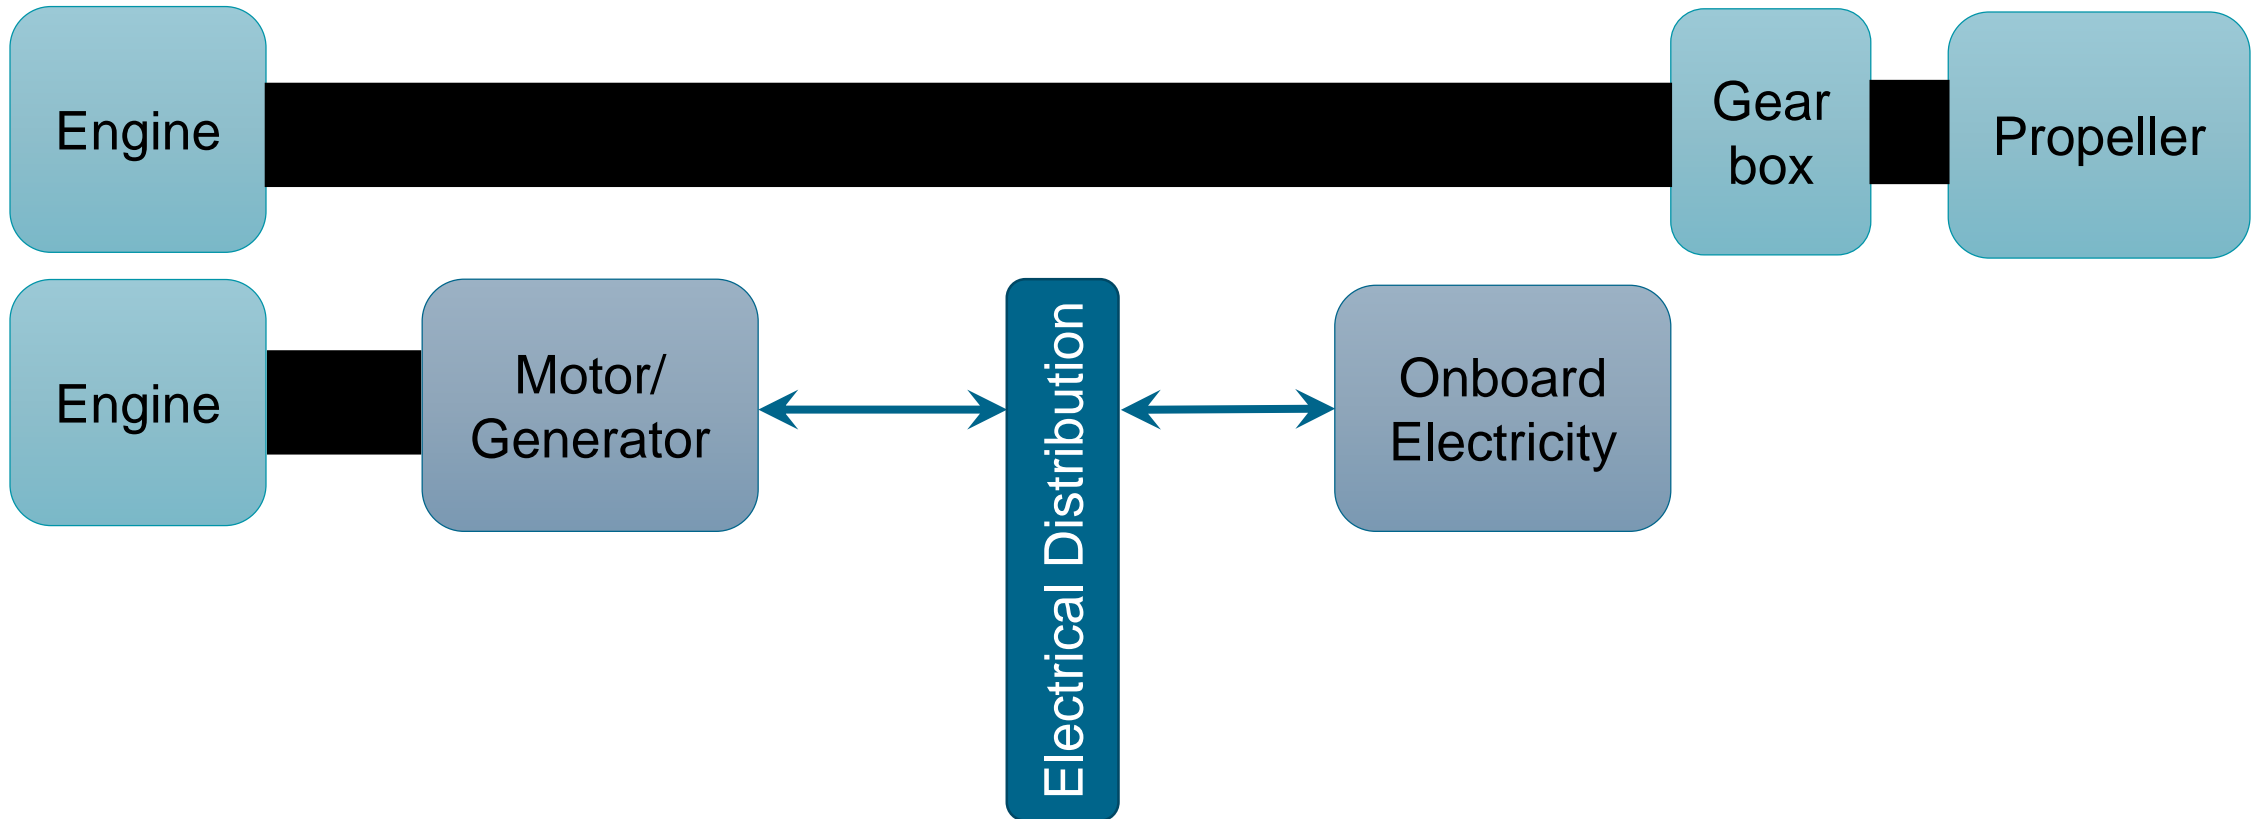 Engine
Gear
box
Propeller
Engine
Motor/
Generator
Electrical Distribution
Onboard
Electricity